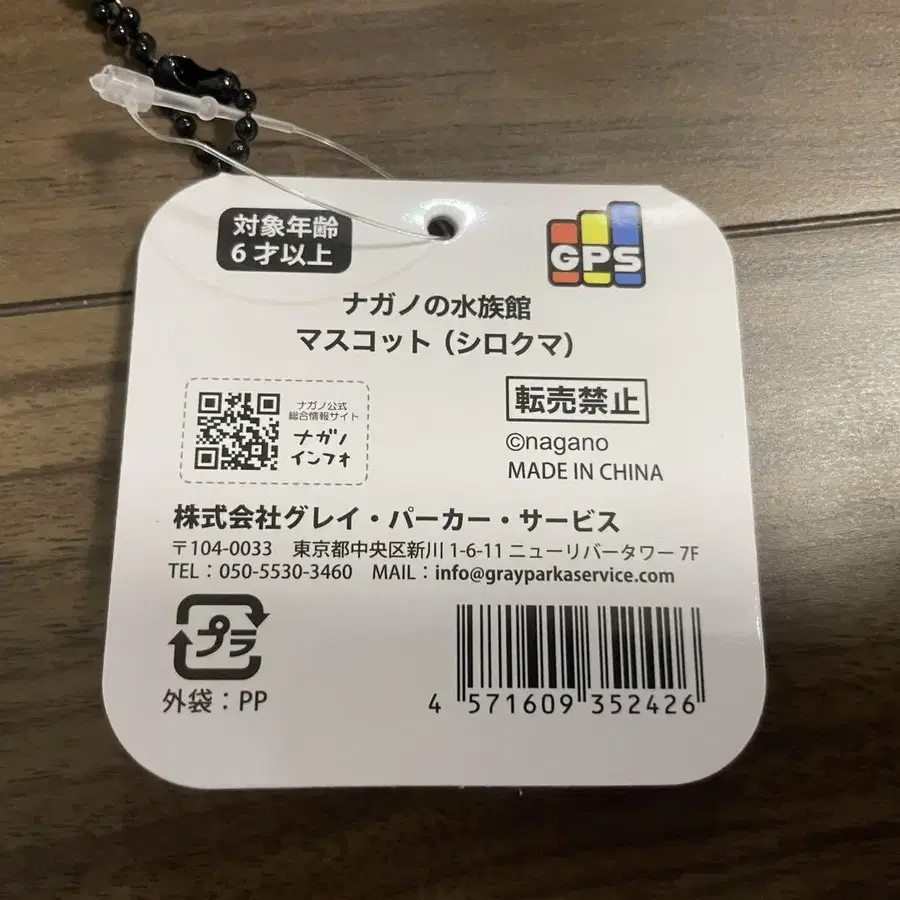 対象年齢
6才以上
GPS
ナガノの水族館
マスコット（シロクマ）
ナガノ公式
総合情報サイト
ナガノ
インフォ
転売禁止
©nagano
MADE IN CHINA
株式会社グレイ・パーカー・サービス
〒104-0033 東京都中央区新川1-6-11 ニューリバータワー 7F
TEL：050-5530-3460 MAIL：info@grayparkaservice.com
プラ
外袋：PP
4 571609 352426